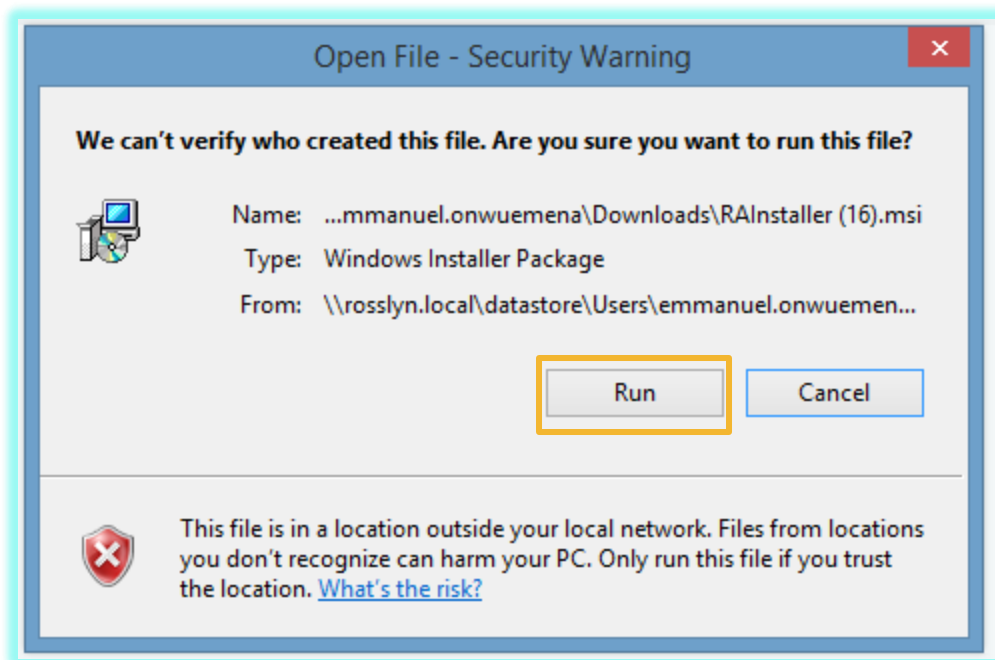 Open File - Security Warning
We can't verify who created this file. Are you sure you want to run this file?
Name: ...mmanuel.onwuemena\Downloads\RAInstaller (16).msi
Type: Windows Installer Package
From: \\rosslyn.local\datastore\Users\emmanuel.onwuemen...
Run Cancel
This file is in a location outside your local network. Files from locations
you don't recognize can harm your PC. Only run this file if you trust
the location. What's the risk?